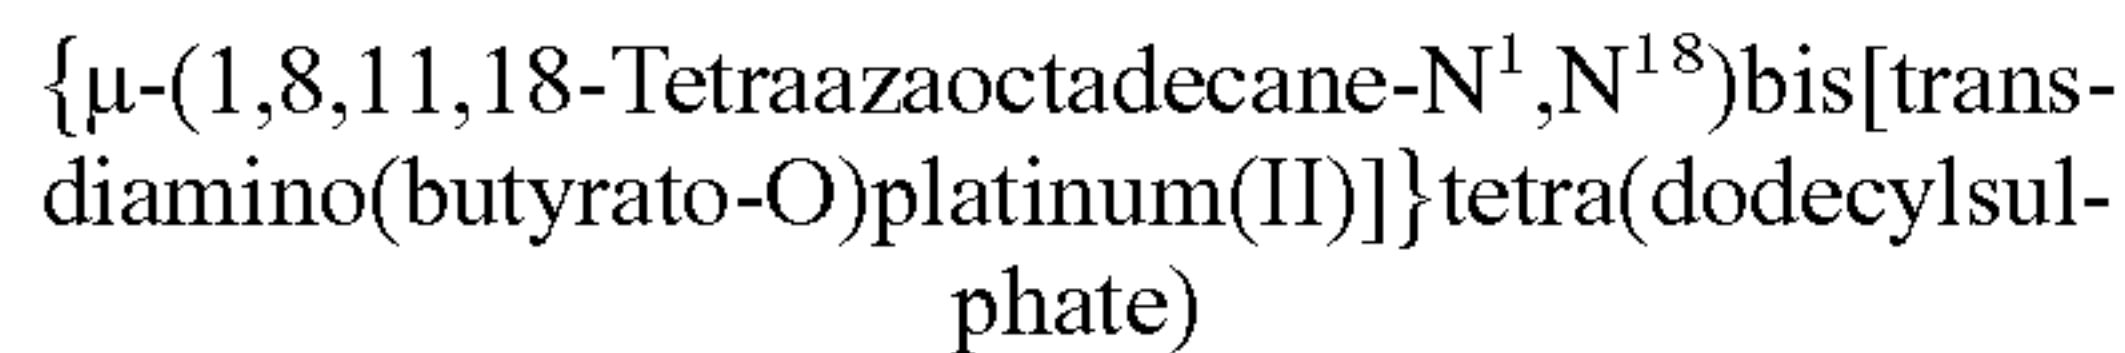 {μ-(1,8,11,18-Tetraazaoctadecane-N¹,N¹⁸)bis[trans-
diamino(butyrato-O)platinum(II)]}tetra(dodecylsul-
phate)